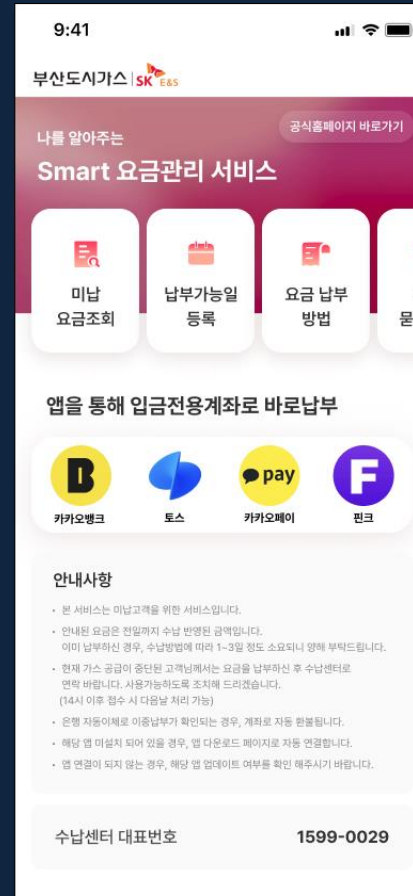 9:41
부산도시가스 SK E&S
공식홈페이지 바로가기
나를 알아주는
Smart 요금관리 서비스
미납
요금조회
납부가능일
등록
요금 납부
방법
B
카카오뱅크
토스
pay
카카오페이
F
핀크
앱을 통해 입금전용계좌로 바로납부
안내사항
· 본 서비스는 미납고객을 위한 서비스입니다.
· 안내된 요금은 전일까지 수납 반영된 금액입니다.
이미 납부하신 경우, 수납방법에 따라 1~3일 정도 소요되니 양해 부탁드립니다.
· 현재 가스 공급이 중단된 고객님께서는 요금을 납부하신 후 수납센터로
연락 바랍니다. 사용가능하도록 조치해 드리겠습니다.
(14시 이후 접수 시 다음날 처리 가능)
· 은행 자동이체로 이중납부가 확인되는 경우, 계좌로 자동 환불됩니다.
· 해당 앱 미설치 되어 있을 경우, 앱 다운로드 페이지로 자동 연결합니다.
· 앱 연결이 되지 않는 경우, 해당 앱 업데이트 여부를 확인 해주시기 바랍니다.
수납센터 대표번호 1599-0029